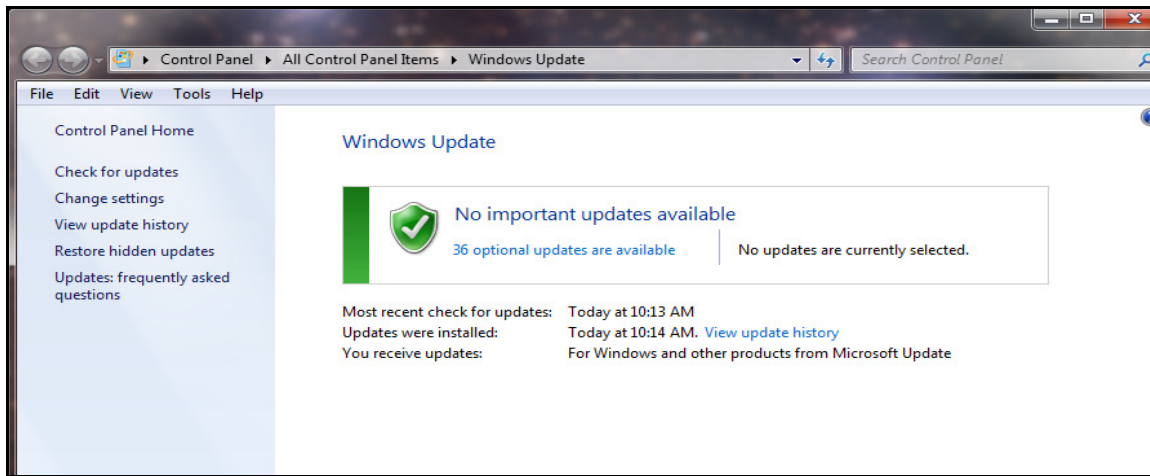 Control Panel ▸ All Control Panel Items ▸ Windows Update
Search Control Panel
File Edit View Tools Help
Control Panel Home
Check for updates
Change settings
View update history
Restore hidden updates
Updates: frequently asked
questions
Windows Update
No important updates available
36 optional updates are available
No updates are currently selected.
Most recent check for updates: Today at 10:13 AM
Updates were installed: Today at 10:14 AM. View update history
You receive updates: For Windows and other products from Microsoft Update